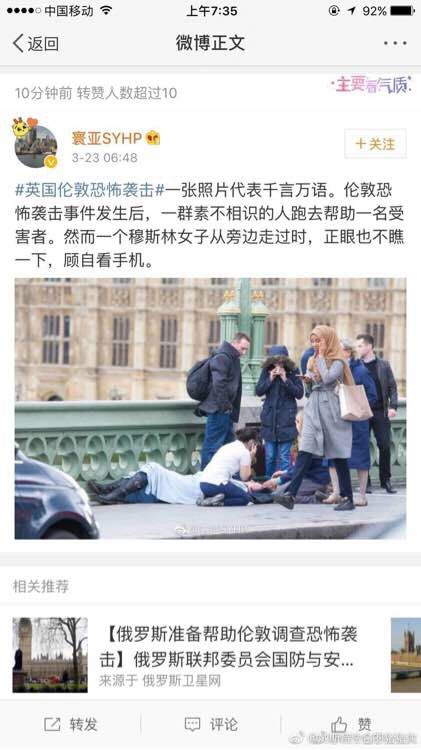 中国移动 上午7:35 92%
返回 微博正文
10分钟前 转赞人数超过10
主要看气质
寰亚SYHP
3-23 06:48
+关注
#英国伦敦恐怖袭击#一张照片代表千言万语。伦敦恐
怖袭击事件发生后，一群素不相识的人跑去帮助一名受
害者。然而一个穆斯林女子从旁边走过时，正眼也不瞧
一下，顾自看手机。
相关推荐
【俄罗斯准备帮助伦敦调查恐怖袭
击】俄罗斯联邦委员会国防与安...
来源于 俄罗斯卫星网
转发 评论 赞